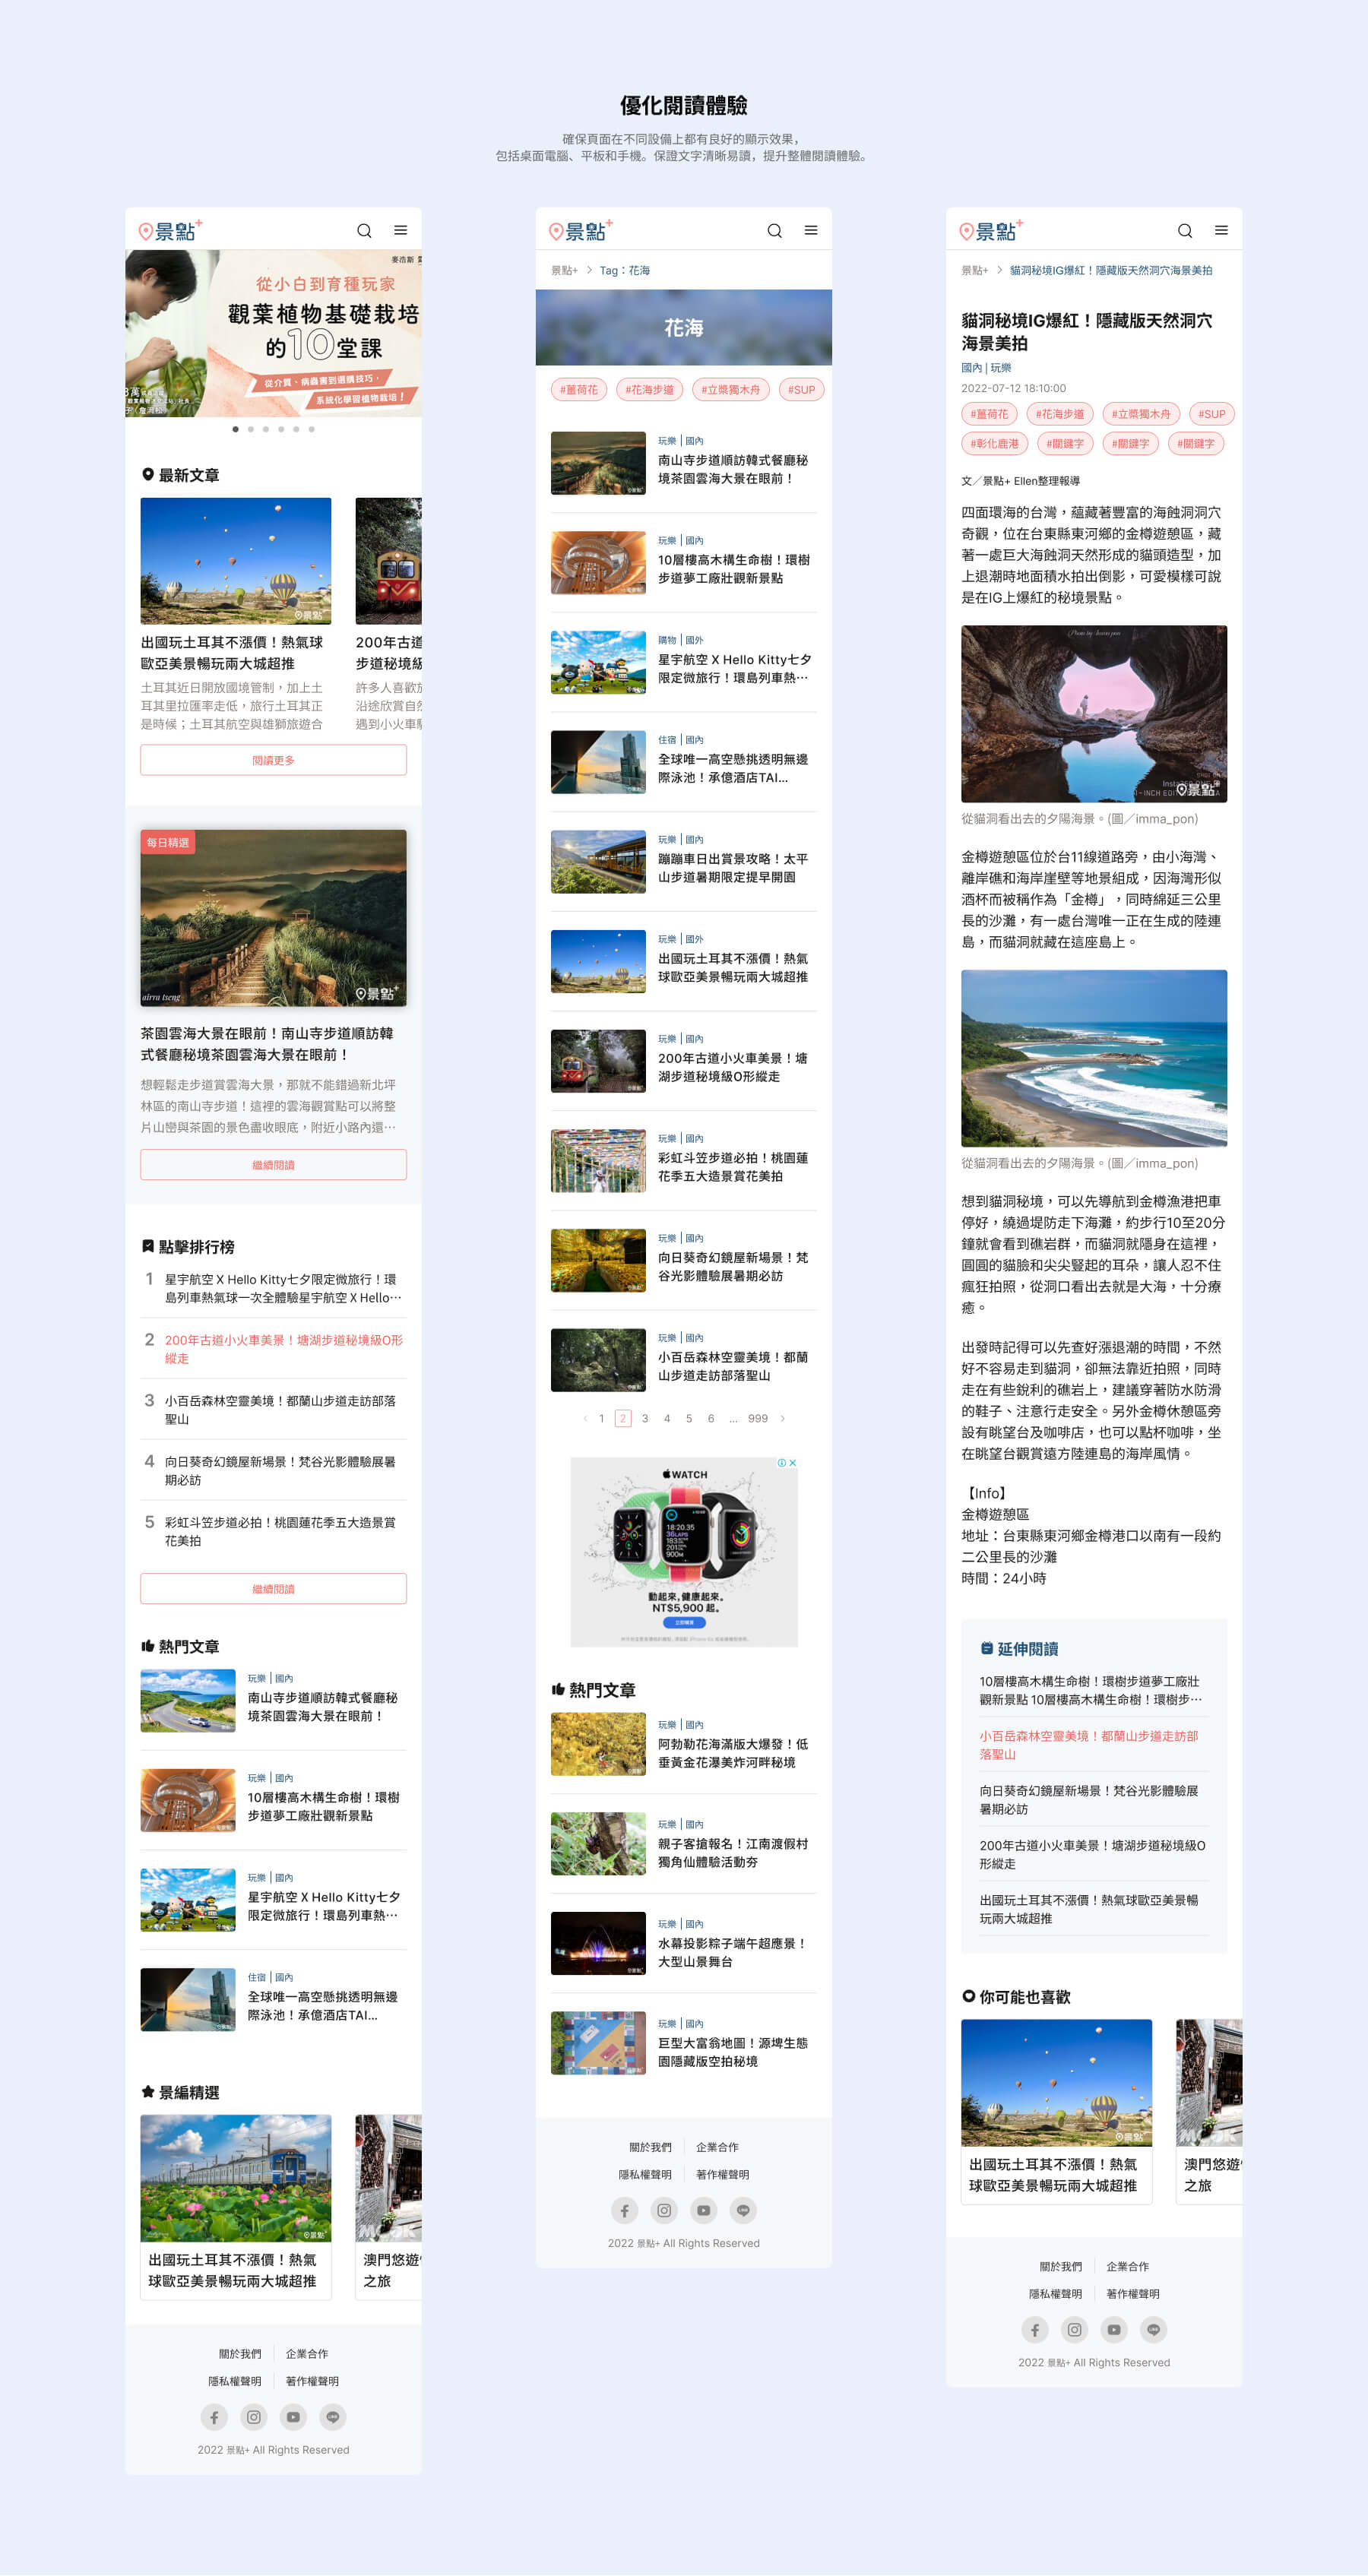 優化閱讀體驗
確保頁面在不同設備上都有良好的顯示效果，
包括桌面電腦、平板和手機。保證文字清晰易讀，提升整體閱讀體驗。
景點+
麥浩斯
從小白到育種玩家
觀葉植物基礎栽培
的10堂課
從介質、病蟲害到選購技巧，
系統化學習植物培育！
最新文章
景點+
出國玩土耳其不漲價！熱氣球
歐亞美景暢玩兩大城超推
土耳其近日開放國境管制，加上土
耳其里拉匯率走低，旅行土耳其正
是時候；土耳其航空與雄獅旅遊合
200年古道
步道秘境級
許多人喜歡旅
沿途欣賞自然
遇到小火車駛
閱讀更多
每日精選
airra tseng
景點+
茶園雲海大景在眼前！南山寺步道順訪韓
式餐廳秘境茶園雲海大景在眼前！
想輕鬆走步道賞雲海大景，那就不能錯過新北坪
林區的南山寺步道！這裡的雲海觀賞點可以將整
片山巒與茶園的景色盡收眼底，附近小路內還…
繼續閱讀
點擊排行榜
1 星宇航空 X Hello Kitty七夕限定微旅行！環
島列車熱氣球一次全體驗星宇航空 X Hello…
2 200年古道小火車美景！塘湖步道秘境級O形
縱走
3 小百岳森林空靈美境！都蘭山步道走訪部落
聖山
4 向日葵奇幻鏡屋新場景！梵谷光影體驗展暑
期必訪
5 彩虹斗笠步道必拍！桃園蓮花季五大造景賞
花美拍
繼續閱讀
熱門文章
玩樂 | 國內
南山寺步道順訪韓式餐廳秘
境茶園雲海大景在眼前！
玩樂 | 國內
10層樓高木構生命樹！環樹
步道夢工廠壯觀新景點
玩樂 | 國內
星宇航空 X Hello Kitty七夕
限定微旅行！環島列車熱…
住宿 | 國內
全球唯一高空懸挑透明無邊
際泳池！承億酒店TAI...
景編精選
景點+
MOOK
出國玩土耳其不漲價！熱氣
球歐亞美景暢玩兩大城超推
澳門悠遊
之旅
關於我們 企業合作
隱私權聲明 著作權聲明
2022 景點+ All Rights Reserved
景點+
景點+ > Tag：花海
花海
#薑荷花 #花海步道 #立槳獨木舟 #SUP
玩樂 | 國內
南山寺步道順訪韓式餐廳秘
境茶園雲海大景在眼前！
玩樂 | 國內
10層樓高木構生命樹！環樹
步道夢工廠壯觀新景點
購物 | 國外
星宇航空 X Hello Kitty七夕
限定微旅行！環島列車熱…
住宿 | 國內
全球唯一高空懸挑透明無邊
際泳池！承億酒店TAI...
玩樂 | 國內
蹦蹦車日出賞景攻略！太平
山步道暑期限定提早開園
玩樂 | 國外
出國玩土耳其不漲價！熱氣
球歐亞美景暢玩兩大城超推
玩樂 | 國內
200年古道小火車美景！塘
湖步道秘境級O形縱走
玩樂 | 國內
彩虹斗笠步道必拍！桃園蓮
花季五大造景賞花美拍
玩樂 | 國內
向日葵奇幻鏡屋新場景！梵
谷光影體驗展暑期必訪
玩樂 | 國內
小百岳森林空靈美境！都蘭
山步道走訪部落聖山
< 1 2 3 4 5 6 ... 999 >
WATCH
18:20.35
36LAPS
900M
動起來，健康起來。
NT$5,900 起。
熱門文章
玩樂 | 國內
阿勃勒花海滿版大爆發！低
垂黃金花瀑美炸河畔秘境
玩樂 | 國內
親子客搶報名！江南渡假村
獨角仙體驗活動夯
玩樂 | 國內
水幕投影粽子端午超應景！
大型山景舞台
玩樂 | 國內
巨型大富翁地圖！源埤生態
園隱藏版空拍秘境
關於我們 企業合作
隱私權聲明 著作權聲明
2022 景點+ All Rights Reserved
景點+
景點+ > 貓洞秘境IG爆紅！隱藏版天然洞穴海景美拍
貓洞秘境IG爆紅！隱藏版天然洞穴
海景美拍
國內 | 玩樂
2022-07-12 18:10:00
#薑荷花 #花海步道 #立槳獨木舟 #SUP
#彰化鹿港 #關鍵字 #關鍵字 #關鍵字
文／景點+ Ellen整理報導
四面環海的台灣，蘊藏著豐富的海蝕洞洞穴
奇觀，位在台東縣東河鄉的金樽遊憩區，藏
著一處巨大海蝕洞天然形成的貓頭造型，加
上退潮時地面積水拍出倒影，可愛模樣可說
是在IG上爆紅的秘境景點。
景點+
從貓洞看出去的夕陽海景。(圖／imma_pon)
金樽遊憩區位於台11線道路旁，由小海灣、
離岸礁和海岸崖壁等地景組成，因海灣形似
酒杯而被稱作為「金樽」，同時綿延三公里
長的沙灘，有一處台灣唯一正在生成的陸連
島，而貓洞就藏在這座島上。
從貓洞看出去的夕陽海景。(圖／imma_pon)
想到貓洞秘境，可以先導航到金樽漁港把車
停好，繞過堤防走下海灘，約步行10至20分
鐘就會看到礁岩群，而貓洞就隱身在這裡，
圓圓的貓臉和尖尖豎起的耳朵，讓人忍不住
瘋狂拍照，從洞口看出去就是大海，十分療
癒。
出發時記得可以先查好漲退潮的時間，不然
好不容易走到貓洞，卻無法靠近拍照，同時
走在有些銳利的礁岩上，建議穿著防水防滑
的鞋子、注意行走安全。另外金樽休憩區旁
設有眺望台及咖啡店，也可以點杯咖啡，坐
在眺望台觀賞遠方陸連島的海岸風情。
【Info】
金樽遊憩區
地址：台東縣東河鄉金樽港口以南有一段約
二公里長的沙灘
時間：24小時
延伸閱讀
10層樓高木構生命樹！環樹步道夢工廠壯
觀新景點 10層樓高木構生命樹！環樹步…
小百岳森林空靈美境！都蘭山步道走訪部
落聖山
向日葵奇幻鏡屋新場景！梵谷光影體驗展
暑期必訪
200年古道小火車美景！塘湖步道秘境級O
形縱走
出國玩土耳其不漲價！熱氣球歐亞美景暢
玩兩大城超推
你可能也喜歡
景點+
MOOK
出國玩土耳其不漲價！熱氣
球歐亞美景暢玩兩大城超推
澳門悠遊
之旅
關於我們 企業合作
隱私權聲明 著作權聲明
2022 景點+ All Rights Reserved